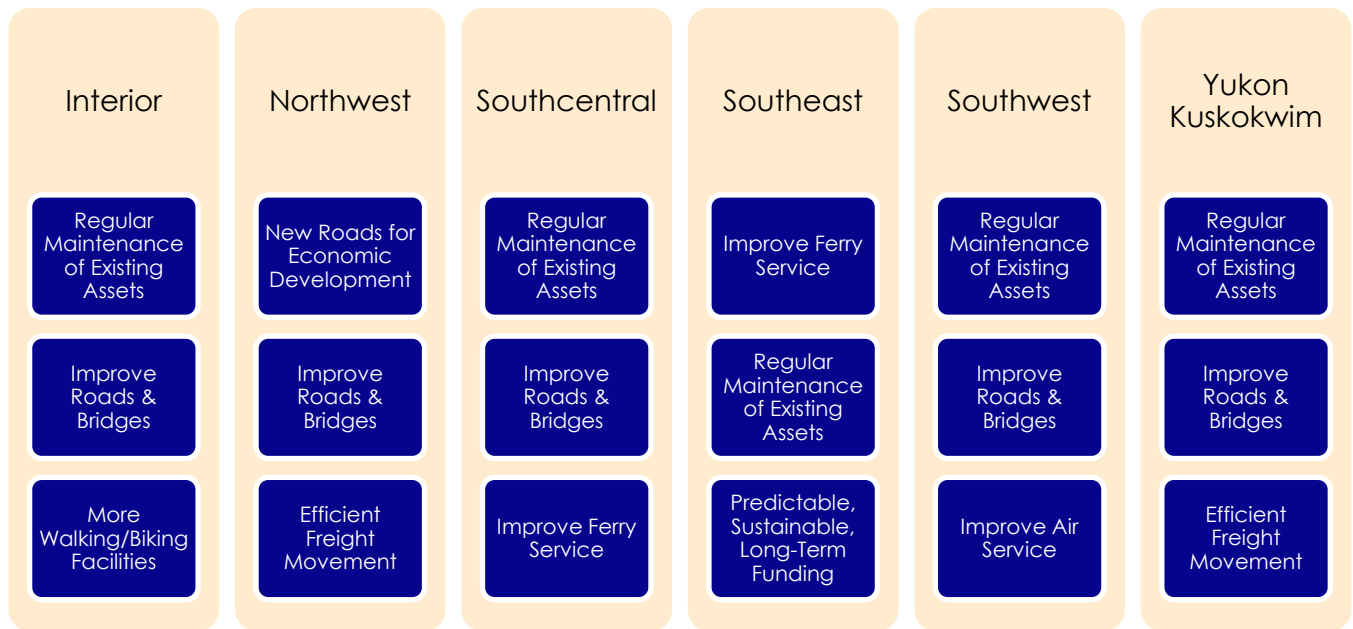 Interior
Regular
Maintenance
of Existing
Assets
Improve
Roads &
Bridges
More
Walking/Biking
Facilities
Northwest
New Roads for
Economic
Development
Improve
Roads &
Bridges
Efficient
Freight
Movement
Southcentral
Regular
Maintenance
of Existing
Assets
Improve
Roads &
Bridges
Improve Ferry
Service
Southeast
Improve Ferry
Service
Regular
Maintenance
of Existing
Assets
Predictable,
Sustainable,
Long-Term
Funding
Southwest
Regular
Maintenance
of Existing
Assets
Improve
Roads &
Bridges
Improve Air
Service
Yukon
Kuskokwim
Regular
Maintenance
of Existing
Assets
Improve
Roads &
Bridges
Efficient
Freight
Movement